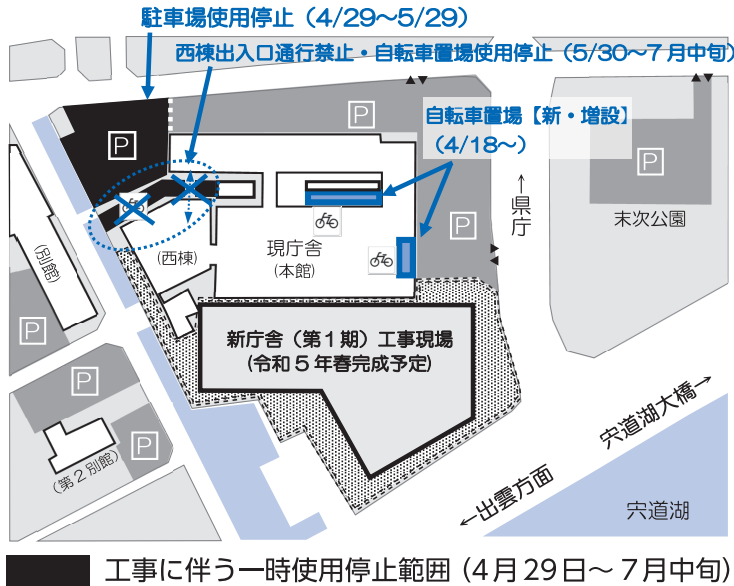 駐車場使用停止（4/29～5/29）
西棟出入口通行禁止・自転車置場使用停止（5/30～7月中旬）
自転車置場【新・増設】
（4/18～）
P
P
P
P
P
P
P
←県庁
末次公園
(別館)
(西棟)
現庁舎
(本館)
新庁舎（第1期）工事現場
(令和5年春完成予定)
(第2別館)
宍道湖大橋→
←出雲方面
宍道湖
工事に伴う一時使用停止範囲（4月29日～7月中旬）